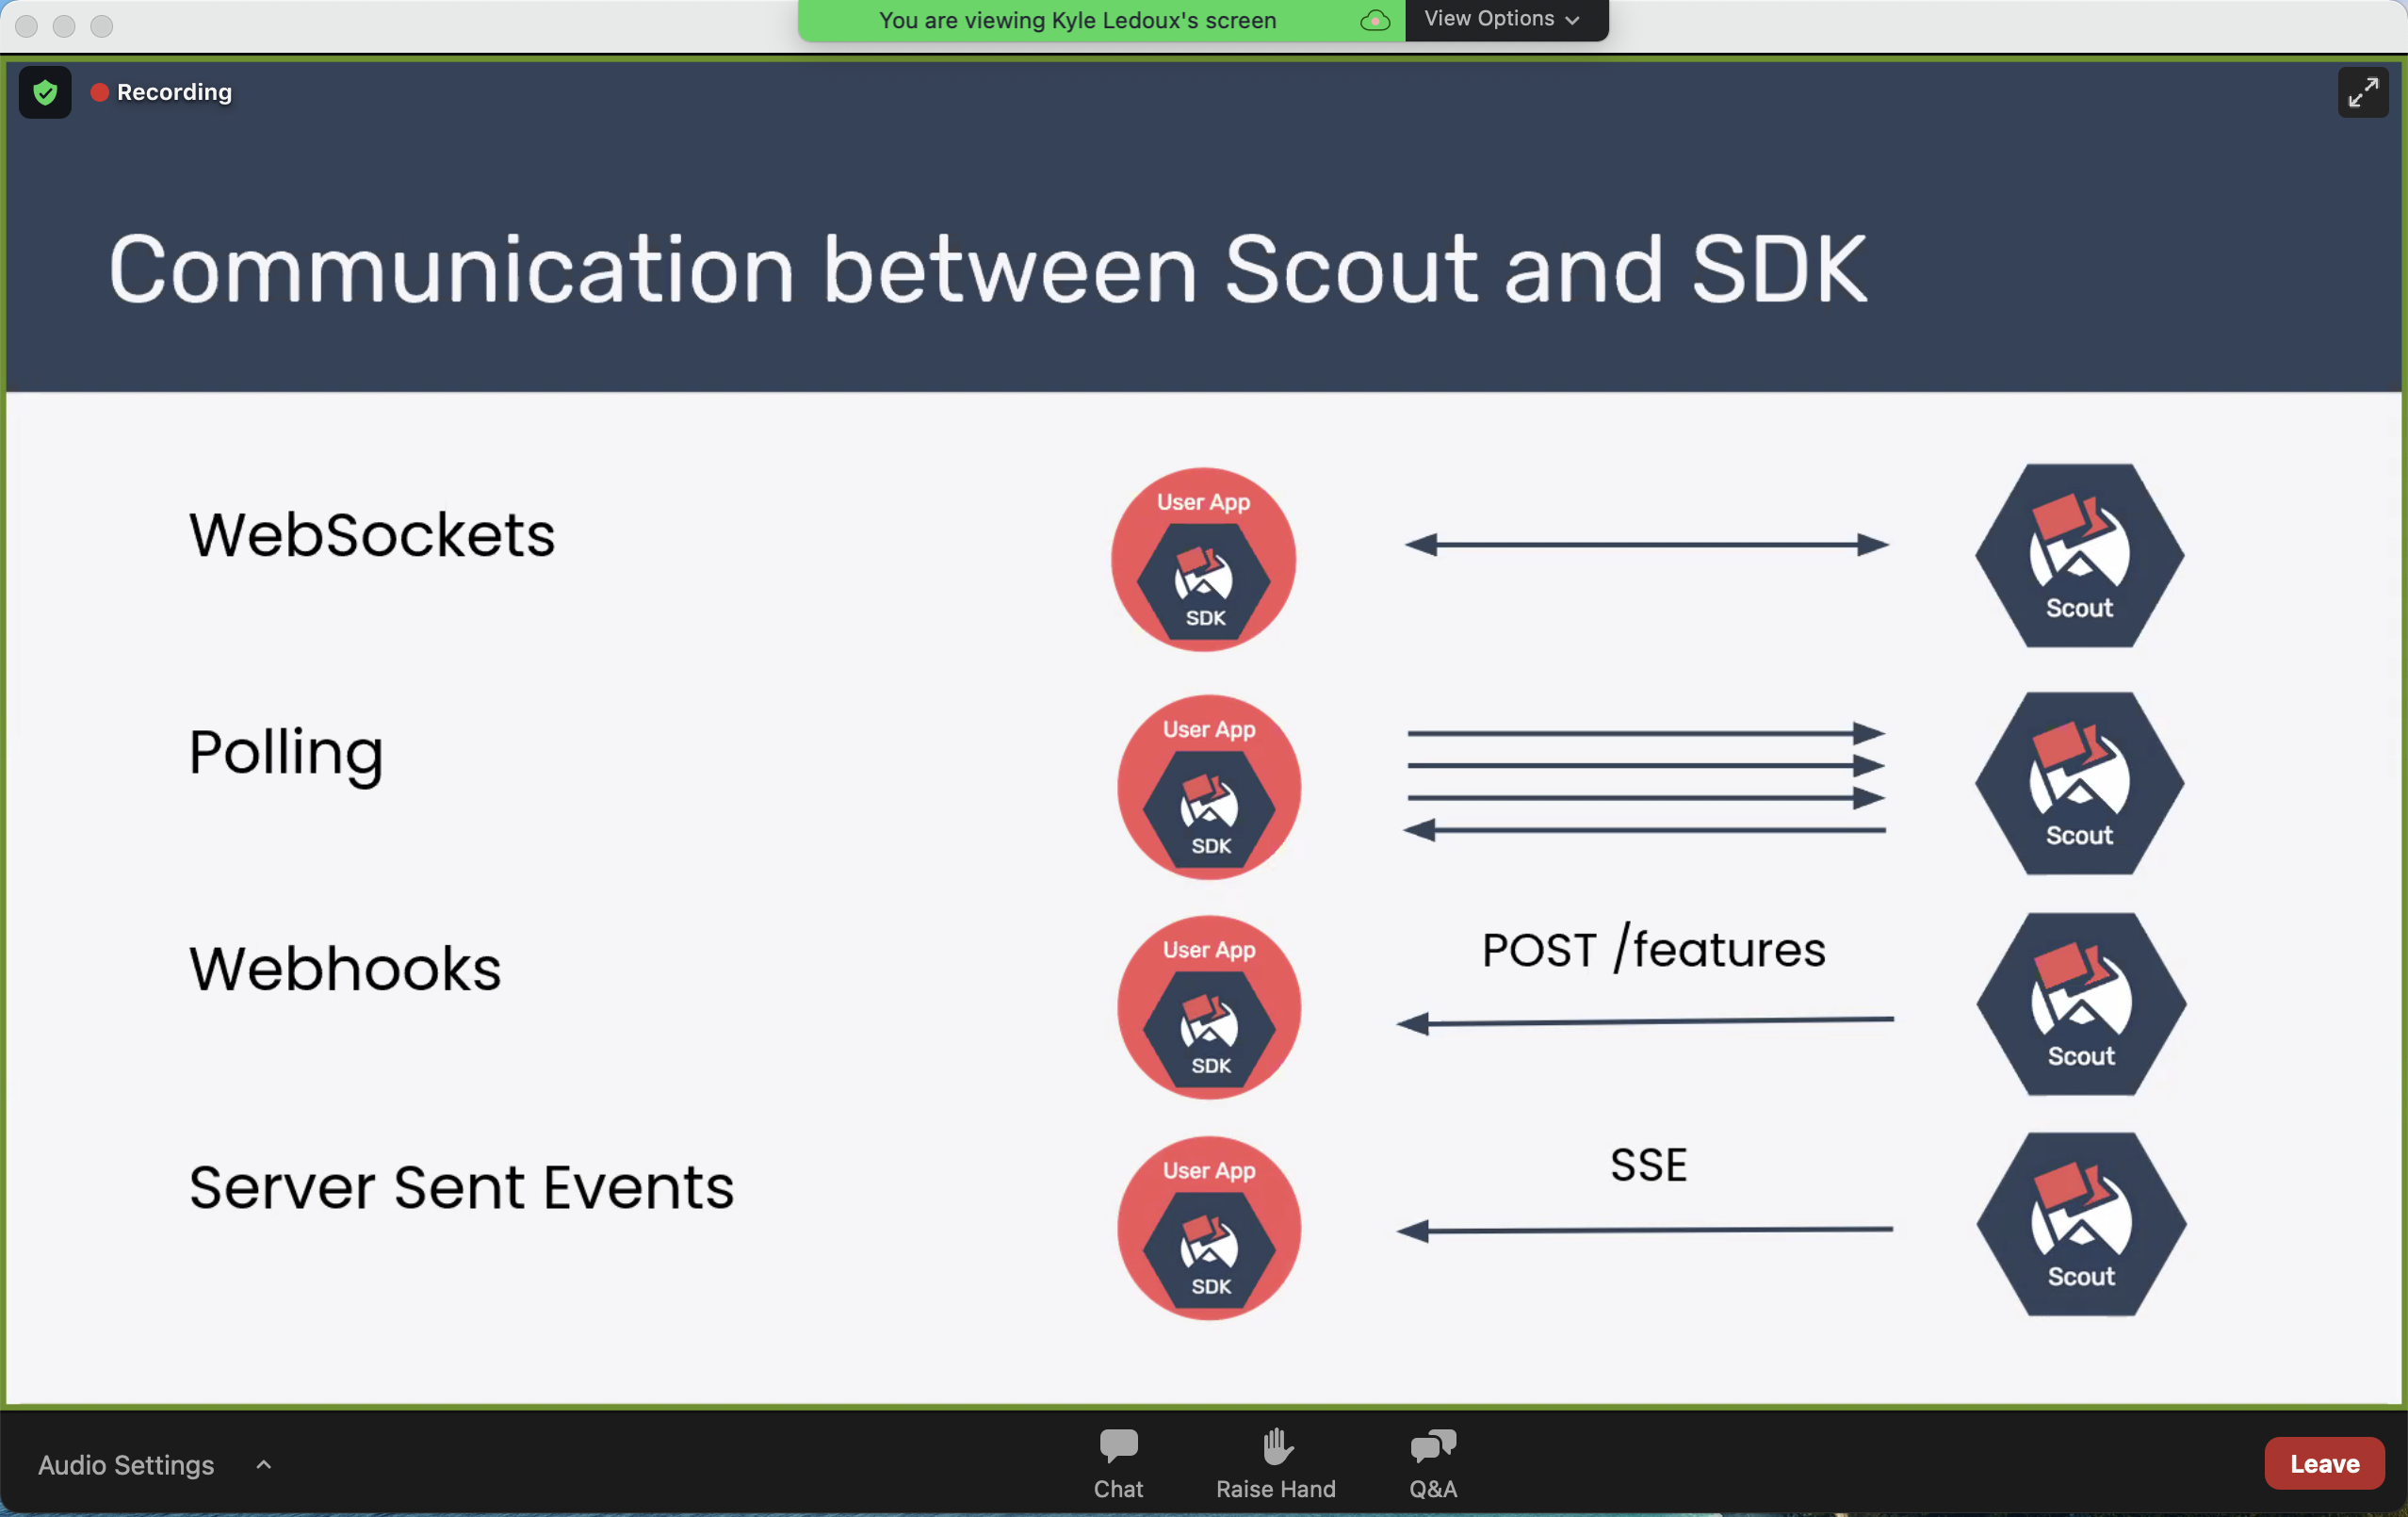 You are viewing Kyle Ledoux's screen
View Options
Recording
Communication between Scout and SDK
WebSockets
User App
SDK
Scout
Polling
User App
SDK
Scout
Webhooks
User App
SDK
POST /features
Scout
Server Sent Events
User App
SDK
SSE
Scout
Audio Settings
Chat
Raise Hand
Q&A
Leave